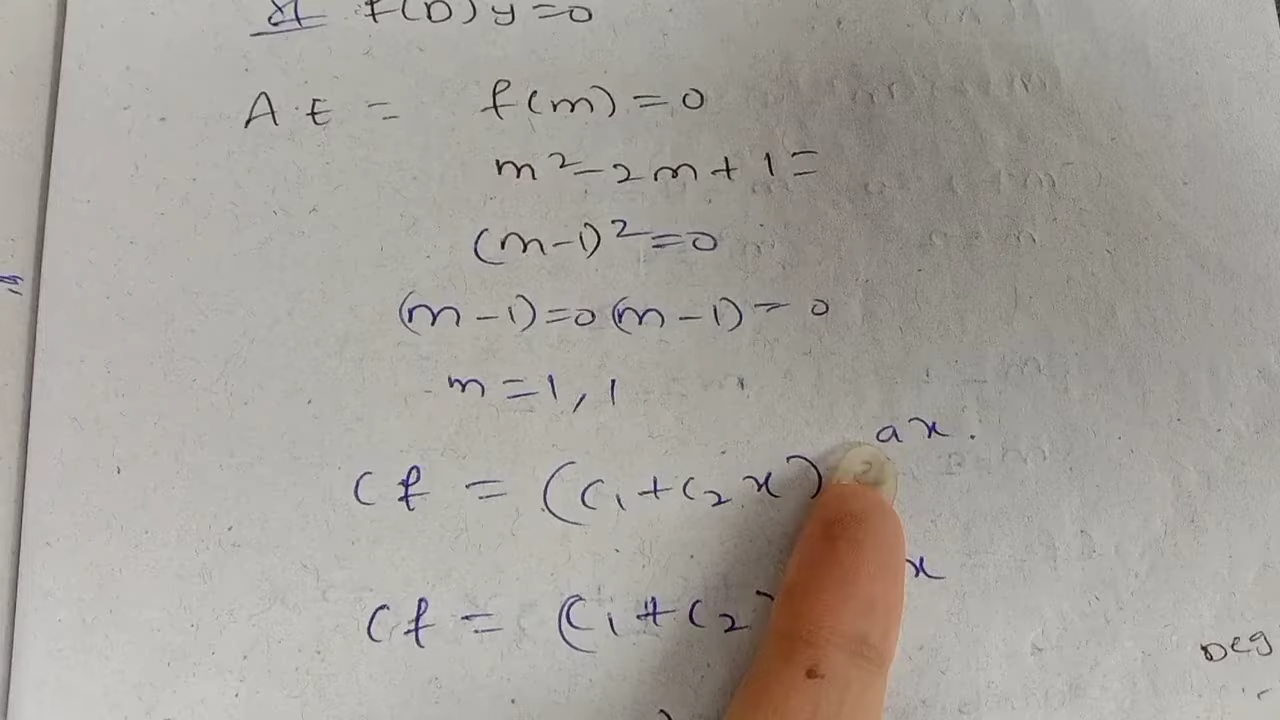 f(D)y=0
A.E = f(m)=0
m²-2m+1=
(m-1)²=0
(m-1)=0 (m-1)=0
m=1,1
Cf = (C₁+C₂x) ax.
Cf = (C₁+C₂ x
Deg